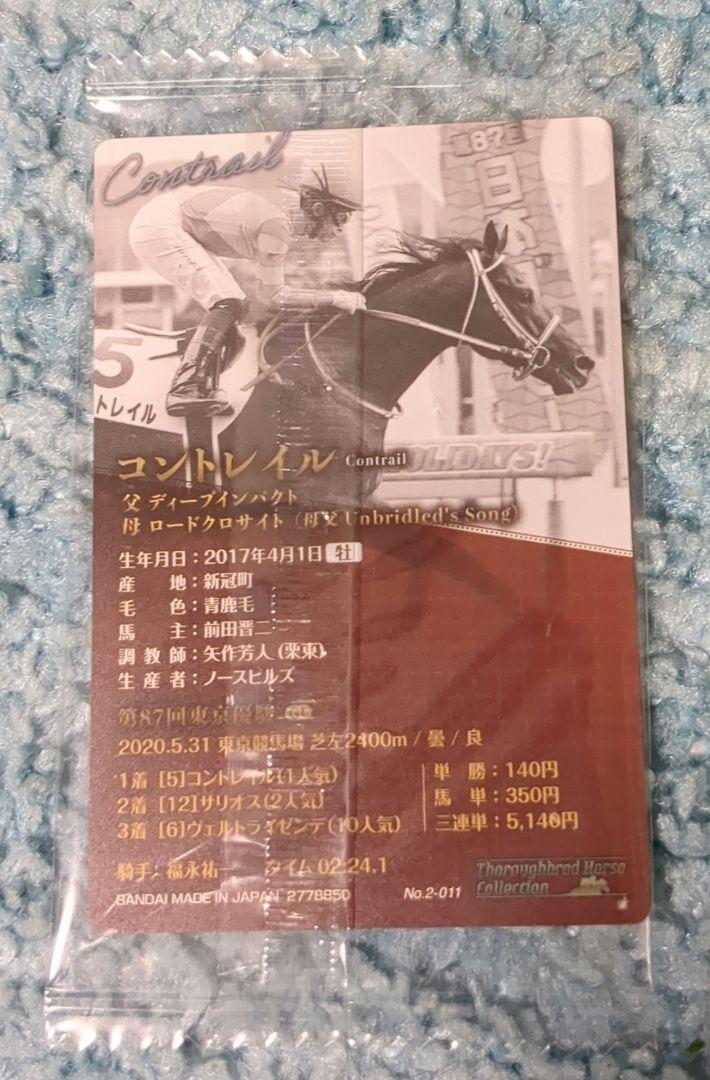 Contrail
第87回
日本
5
トレイル
OLIDAYS!
コントレイル Contrail
父 ディープインパクト
母 ロードクロサイト (母父 Unbridled's Song)
生年月日:2017年4月1日 牡
産 地:新冠町
毛 色:青鹿毛
馬 主:前田晋二
調教師:矢作芳人(栗東)
生産者:ノースヒルズ
第87回東京優駿
2020.5.31 東京競馬場 芝左2400m / 曇 / 良
1着 [5]コントレイル(1人気) 単 勝:140円
2着 [12]サリオス(2人気) 馬 単:350円
3着 [6]ヴェルトライゼンデ(10人気) 三連単:5,140円
騎手:福永祐一 タイム 02.24.1
BANDAI MADE IN JAPAN 2778850 No.2-011
Thoroughbred Horse
Collection